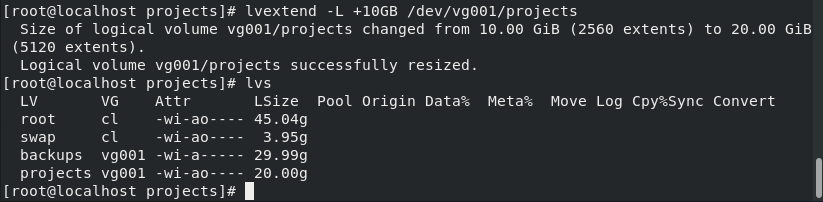 [root@localhost projects]# lvextend -L +10GB /dev/vg001/projects
  Size of logical volume vg001/projects changed from 10.00 GiB (2560 extents) to 20.00 GiB
 (5120 extents).
  Logical volume vg001/projects successfully resized.
[root@localhost projects]# lvs
  LV       VG    Attr       LSize  Pool Origin Data%  Meta%  Move Log Cpy%Sync Convert
  root     cl    -wi-ao---- 45.04g
  swap     cl    -wi-ao----  3.95g
  backups  vg001 -wi-a----- 29.99g
  projects vg001 -wi-ao---- 20.00g
[root@localhost projects]#